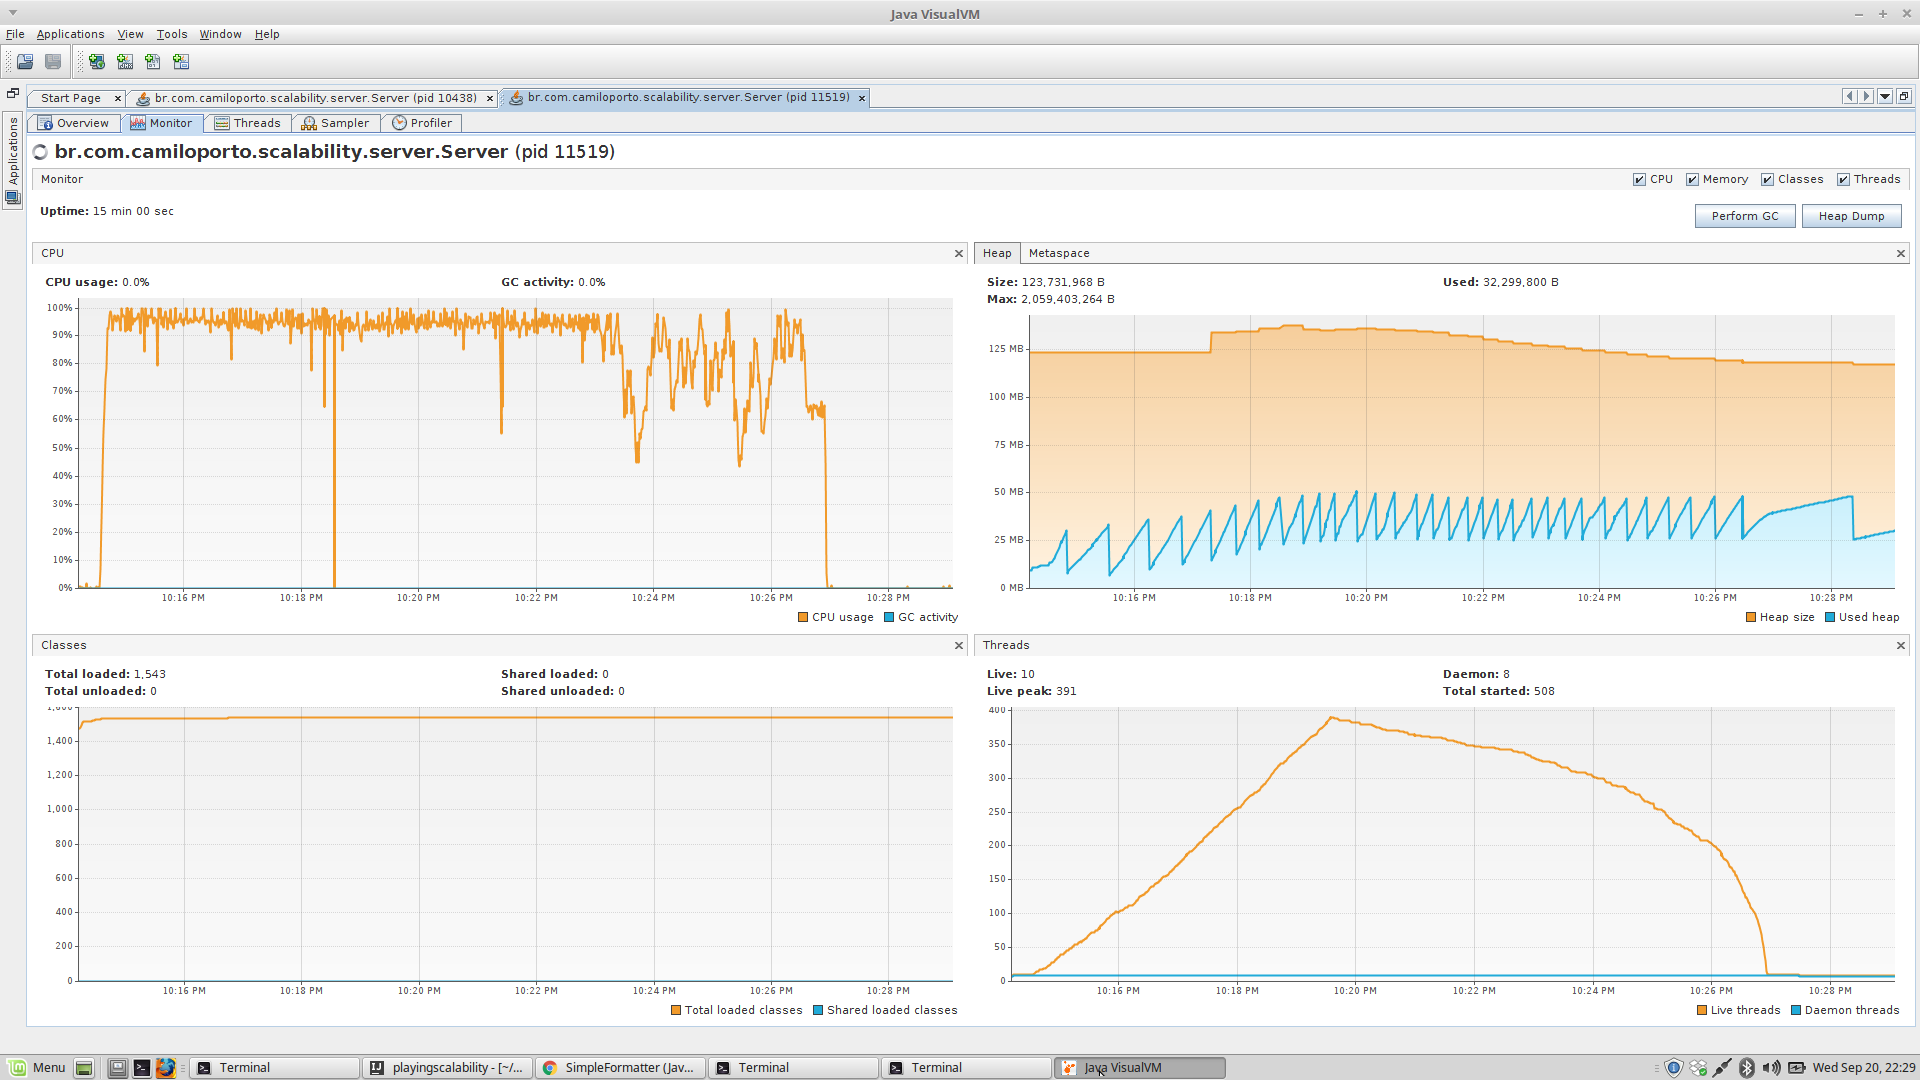 Java VisualVM
File Applications View Tools Window Help
Start Page
br.com.camiloporto.scalability.server.Server (pid 10438)
br.com.camiloporto.scalability.server.Server (pid 11519)
Applications
Overview Monitor Threads Sampler Profiler
br.com.camiloporto.scalability.server.Server (pid 11519)
Monitor
CPU Memory Classes Threads
Uptime: 15 min 00 sec
Perform GC Heap Dump
CPU
CPU usage: 0.0% GC activity: 0.0%
100%
90%
80%
70%
60%
50%
40%
30%
20%
10%
0%
10:16 PM 10:18 PM 10:20 PM 10:22 PM 10:24 PM 10:26 PM 10:28 PM
CPU usage GC activity
Heap Metaspace
Size: 123,731,968 B Used: 32,299,800 B
Max: 2,059,403,264 B
125 MB
100 MB
75 MB
50 MB
25 MB
0 MB
10:16 PM 10:18 PM 10:20 PM 10:22 PM 10:24 PM 10:26 PM 10:28 PM
Heap size Used heap
Classes
Total loaded: 1,543 Shared loaded: 0
Total unloaded: 0 Shared unloaded: 0
1,600
1,400
1,200
1,000
800
600
400
200
0
10:16 PM 10:18 PM 10:20 PM 10:22 PM 10:24 PM 10:26 PM 10:28 PM
Total loaded classes Shared loaded classes
Threads
Live: 10 Daemon: 8
Live peak: 391 Total started: 508
400
350
300
250
200
150
100
50
0
10:16 PM 10:18 PM 10:20 PM 10:22 PM 10:24 PM 10:26 PM 10:28 PM
Live threads Daemon threads
Menu Terminal playingscalability - [~/... SimpleFormatter (Jav... Terminal Terminal Java VisualVM Wed Sep 20, 22:29